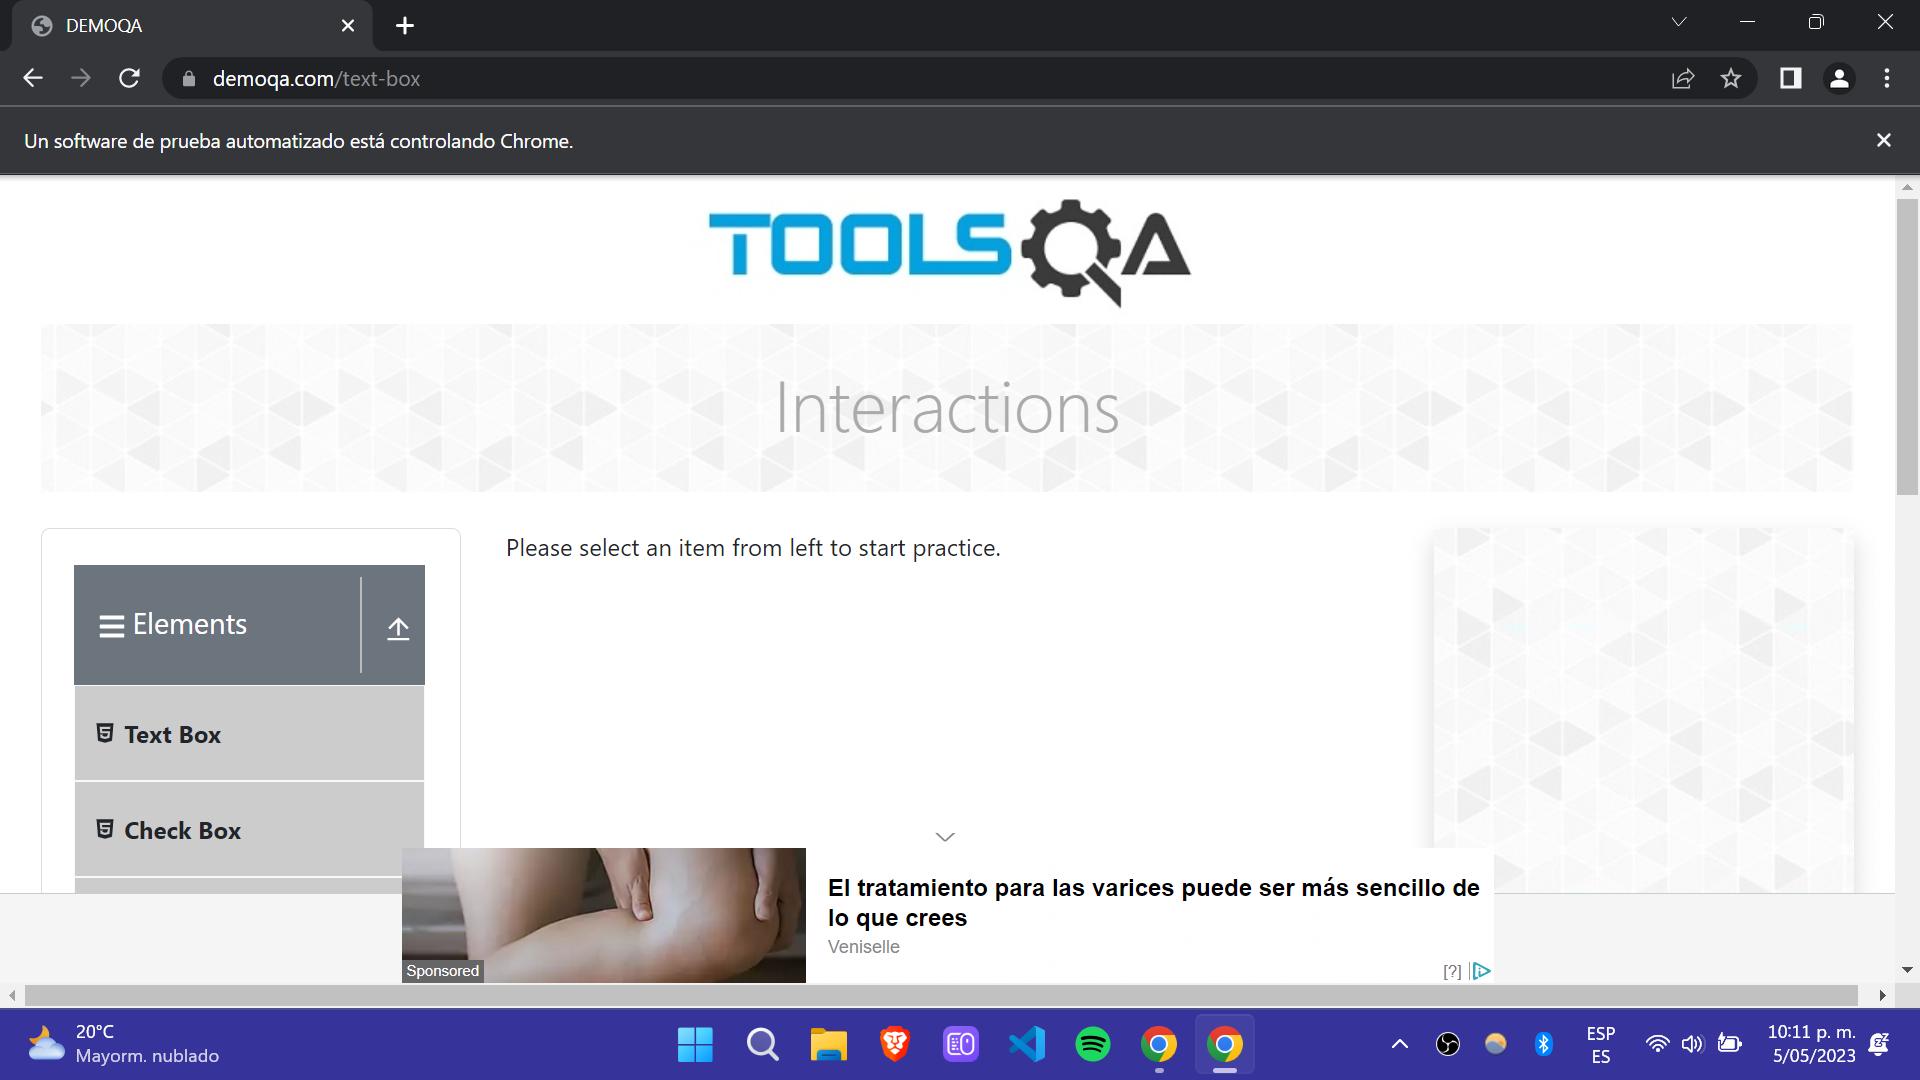 DEMOQA
demoqa.com/text-box
Un software de prueba automatizado está controlando Chrome.
TOOLSQA
Interactions
Please select an item from left to start practice.
Elements
Text Box
Check Box
El tratamiento para las varices puede ser más sencillo de
lo que crees
Veniselle
Sponsored
[?]
20°C
Mayorm. nublado
ESP
ES
10:11 p. m.
5/05/2023